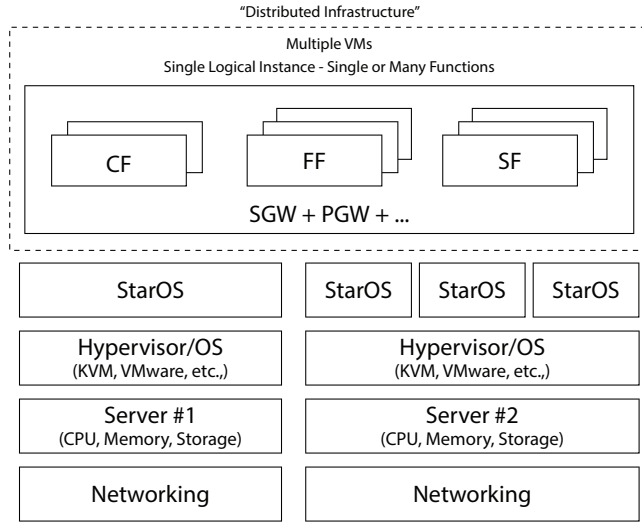 “Distributed Infrastructure”
Multiple VMs
Single Logical Instance - Single or Many Functions
CF
FF
SF
SGW + PGW + ...
StarOS
StarOS
StarOS
StarOS
Hypervisor/OS
(KVM, VMware, etc.,)
Hypervisor/OS
(KVM, VMware, etc.,)
Server #1
(CPU, Memory, Storage)
Server #2
(CPU, Memory, Storage)
Networking
Networking